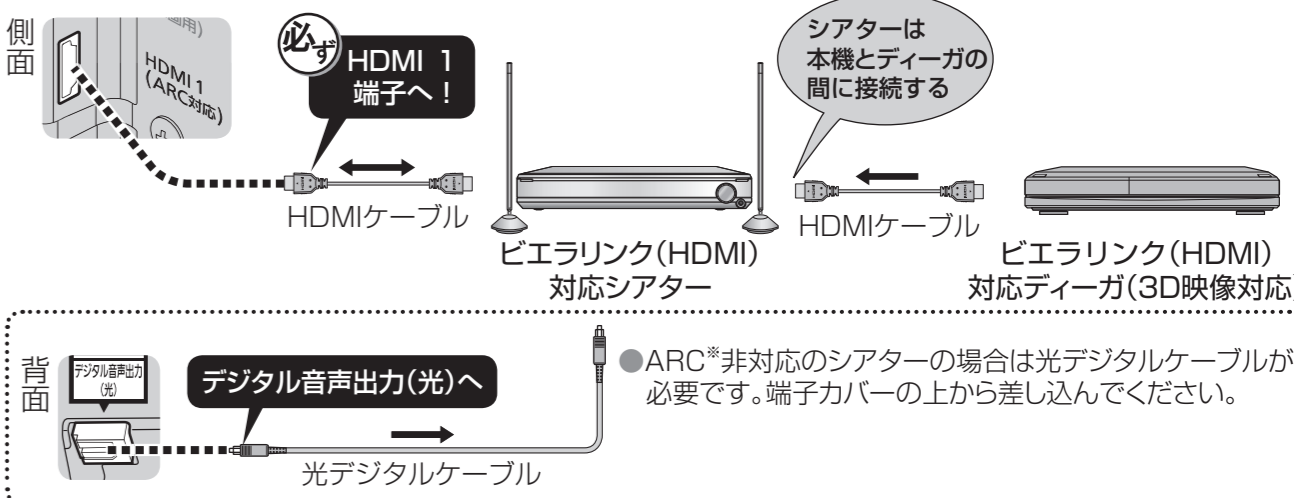 側面
画用)
HDMI 1
(ARC対応)
必ず
HDMI 1
端子へ!
シアターは
本機とディーガの
間に接続する
HDMIケーブル
HDMIケーブル
ビエラリンク(HDMI)
対応シアター
ビエラリンク(HDMI)
対応ディーガ(3D映像対応)
背面
デジタル音声出力
(光)
デジタル音声出力(光)へ
光デジタルケーブル
●ARC※非対応のシアターの場合は光デジタルケーブルが
必要です。端子カバーの上から差し込んでください。